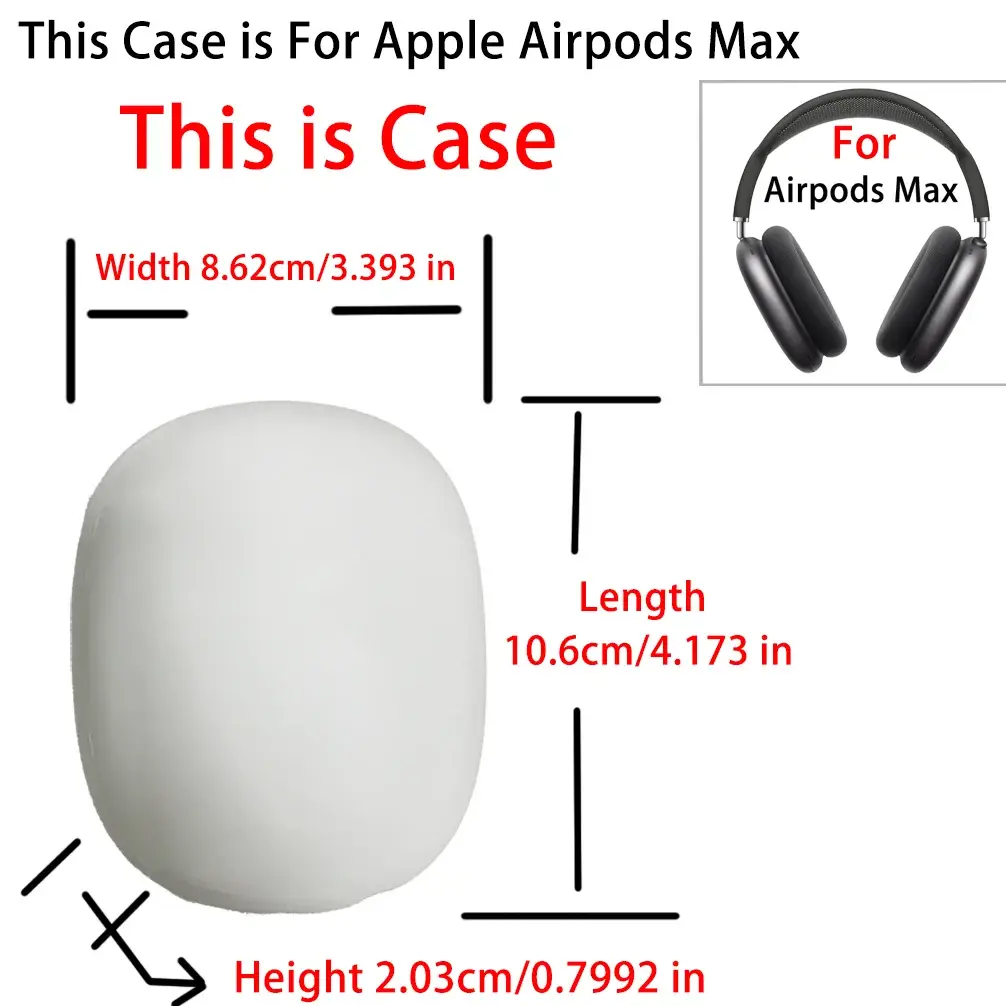 This Case is For Apple Airpods Max
This is Case
For
Airpods Max
Width 8.62cm/3.393 in
Length
10.6cm/4.173 in
Height 2.03cm/0.7992 in